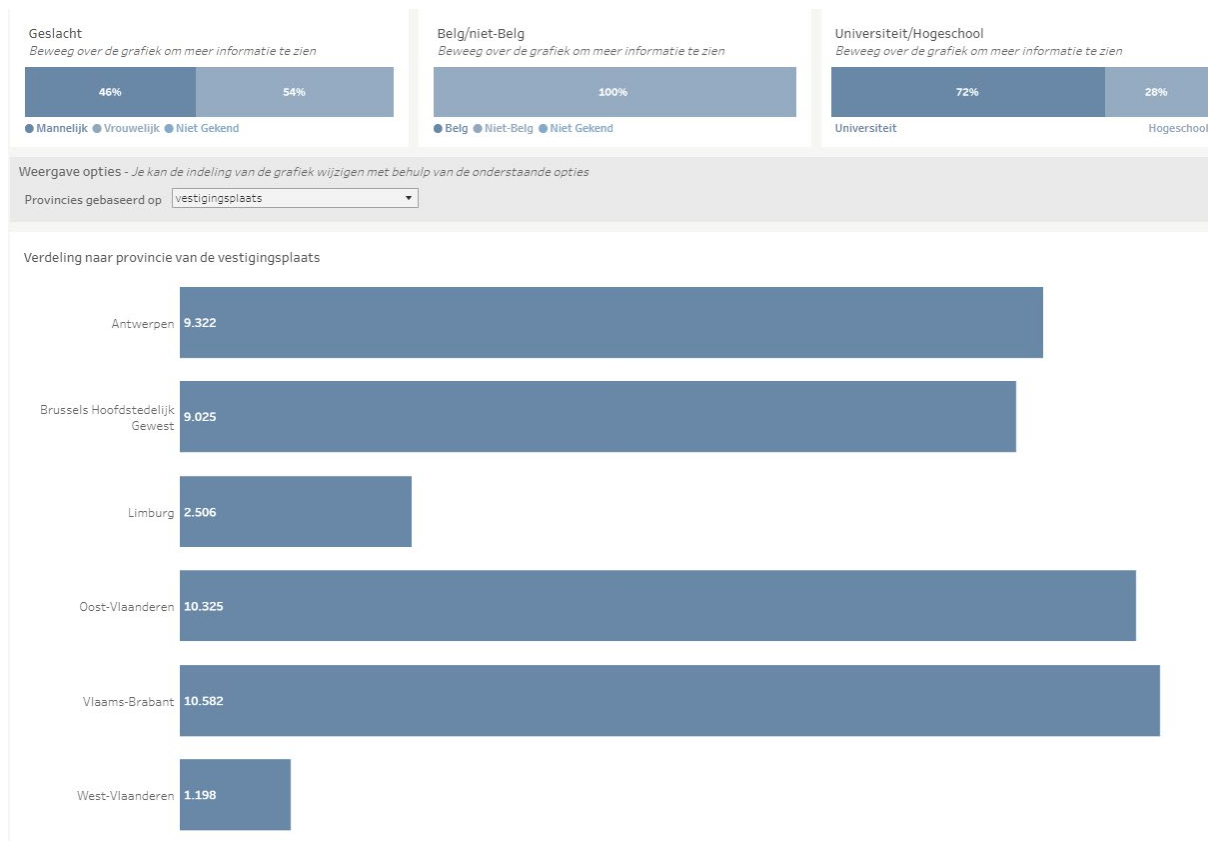 Geslacht
Beweeg over de grafiek om meer informatie te zien
46%
54%
Mannelijk Vrouwelijk Niet Gekend
Belg/niet-Belg
Beweeg over de grafiek om meer informatie te zien
100%
Belg Niet-Belg Niet Gekend
Universiteit/Hogeschool
Beweeg over de grafiek om meer informatie te zien
72%
28%
Universiteit
Hogeschool
Weergave opties - Je kan de indeling van de grafiek wijzigen met behulp van de onderstaande opties
Provincies gebaseerd op vestigingsplaats
Verdeling naar provincie van de vestigingsplaats
Antwerpen 9.322
Brussels Hoofdstedelijk
Gewest 9.025
Limburg 2.506
Oost-Vlaanderen 10.325
Vlaams-Brabant 10.582
West-Vlaanderen 1.198